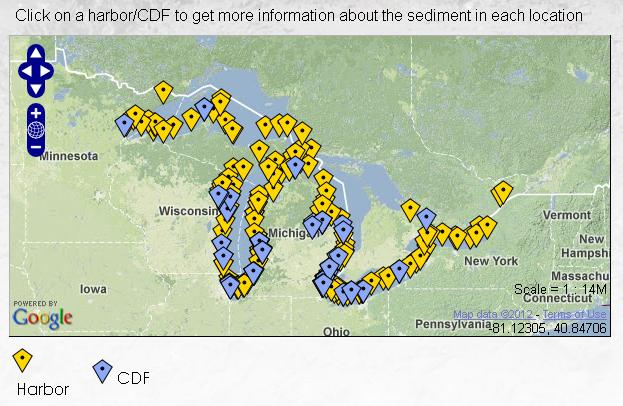 Click on a harbor/CDF to get more information about the sediment in each location
Minnesota
Wisconsin
Michig
Vermont
New
Hampshi
New York
Iowa
Massachu
Scale = 1 : 14M
Connecticut
POWERED BY
Google
Map data ©2012 - Terms of Use
Ohio
Pennsylvania
-81.12305, 40.84706
Harbor
CDF